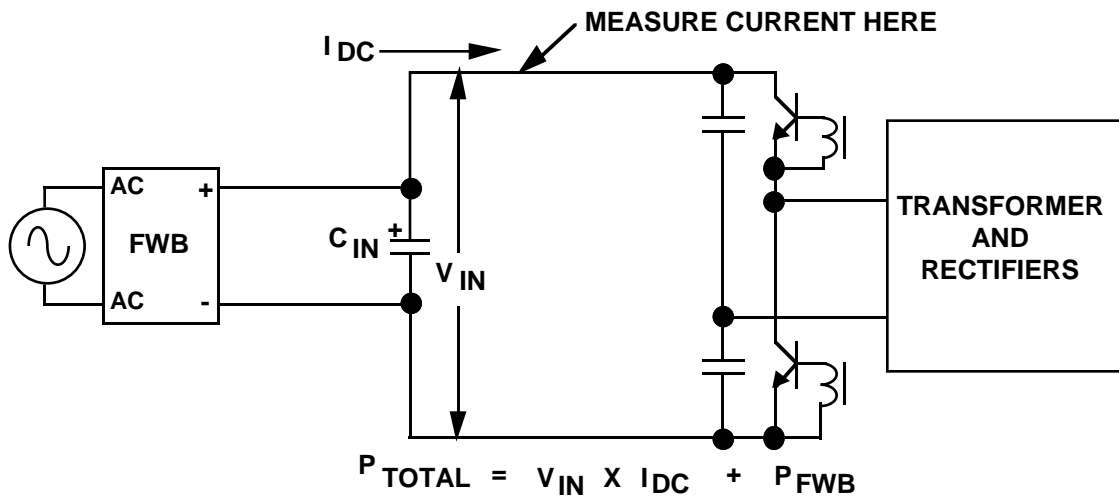 MEASURE CURRENT HERE
I DC
AC +
FWB
AC -
C IN +
V IN
TRANSFORMER
AND
RECTIFIERS
P TOTAL = V IN X I DC + P FWB